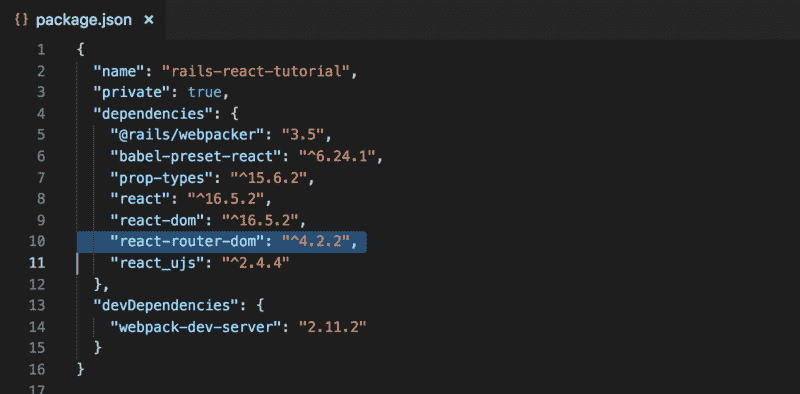 {} package.json ×
1 {
2 "name": "rails-react-tutorial",
3 "private": true,
4 "dependencies": {
5 "@rails/webpacker": "3.5",
6 "babel-preset-react": "^6.24.1",
7 "prop-types": "^15.6.2",
8 "react": "^16.5.2",
9 "react-dom": "^16.5.2",
10 "react-router-dom": "^4.2.2",
11 "react_ujs": "^2.4.4"
12 },
13 "devDependencies": {
14 "webpack-dev-server": "2.11.2"
15 }
16 }
17